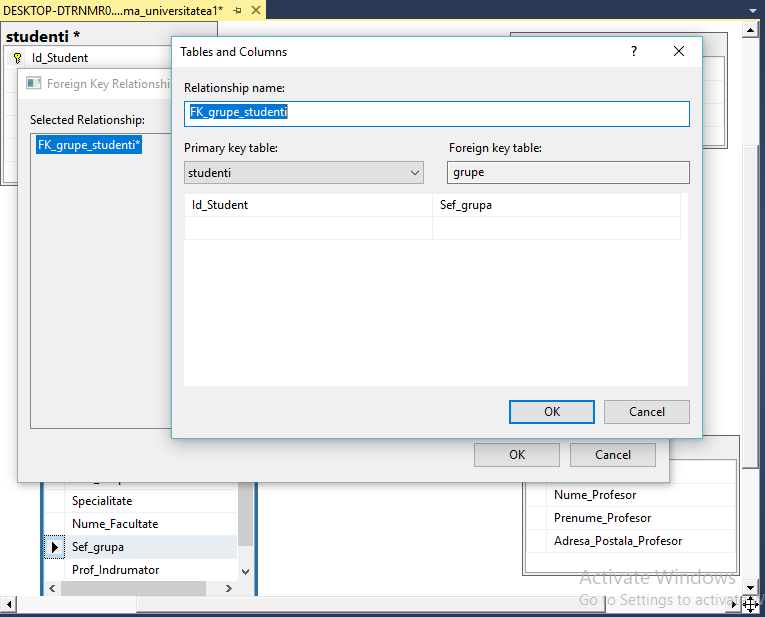 DESKTOP-DTRNMR0....ma_universitatea1*
studenti *
Id_Student
Foreign Key Relationshi
Selected Relationship:
FK_grupe_studenti*
Tables and Columns
?
Relationship name:
FK_grupe_studenti
Primary key table:
Foreign key table:
studenti
grupe
Id_Student
Sef_grupa
OK
Cancel
OK
Cancel
Specialitate
Nume_Facultate
Sef_grupa
Prof_Indrumator
Nume_Profesor
Prenume_Profesor
Adresa_Postala_Profesor
Activate Windows
Go to Settings to activate W